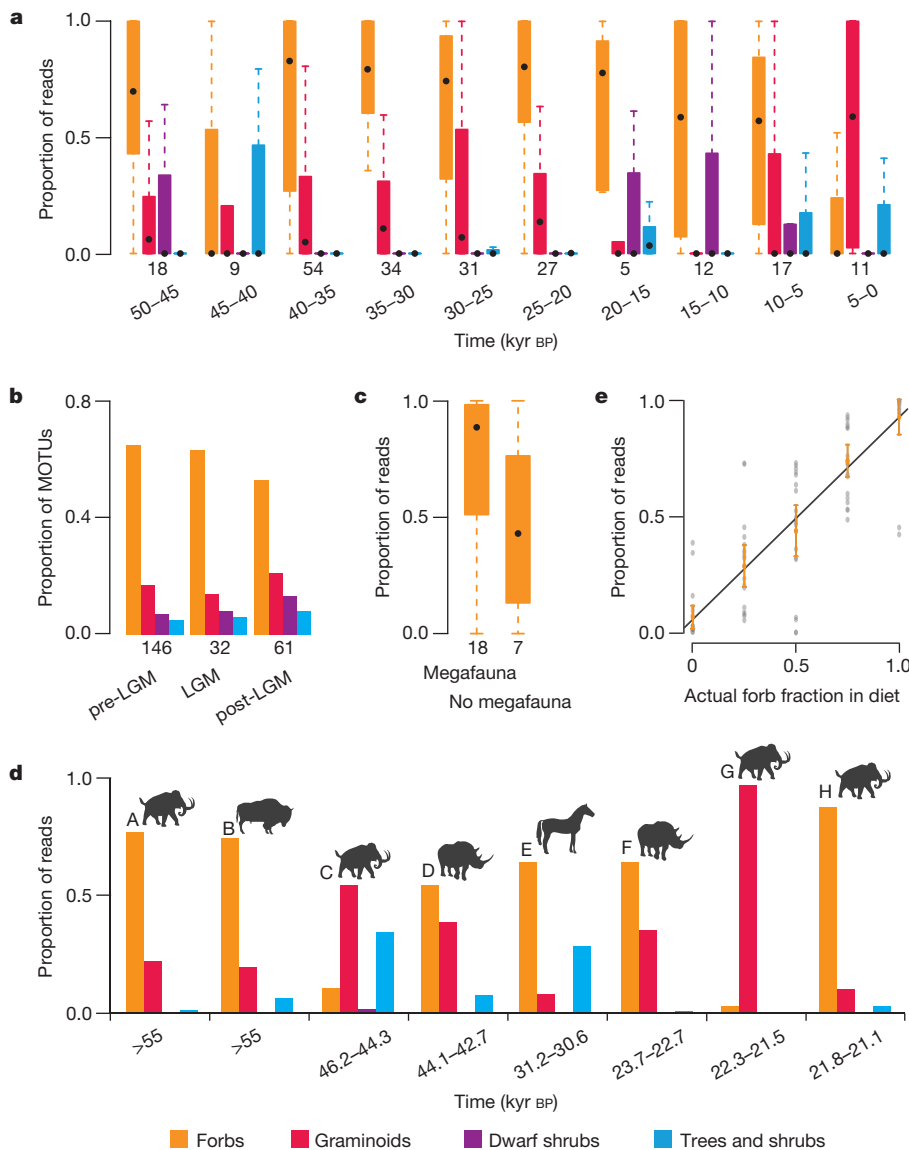 a
Proportion of reads
1.0
0.5
0.0
18 9 54 34 31 27 5 12 17 11
50–45 45–40 40–35 35–30 30–25 25–20 20–15 15–10 10–5 5–0
Time (kyr BP)
b
Proportion of MOTUs
0.8
0.4
0.0
146 32 61
pre-LGM LGM post-LGM
c
Proportion of reads
1.0
0.5
0.0
18 7
Megafauna
No megafauna
e
Proportion of reads
1.0
0.5
0.0
0 0.5 1.0
Actual forb fraction in diet
d
Proportion of reads
1.0
0.5
0.0
A B C D E F G H
>55 >55 46.2–44.3 44.1–42.7 31.2–30.6 23.7–22.7 22.3–21.5 21.8–21.1
Time (kyr BP)
Forbs Graminoids Dwarf shrubs Trees and shrubs